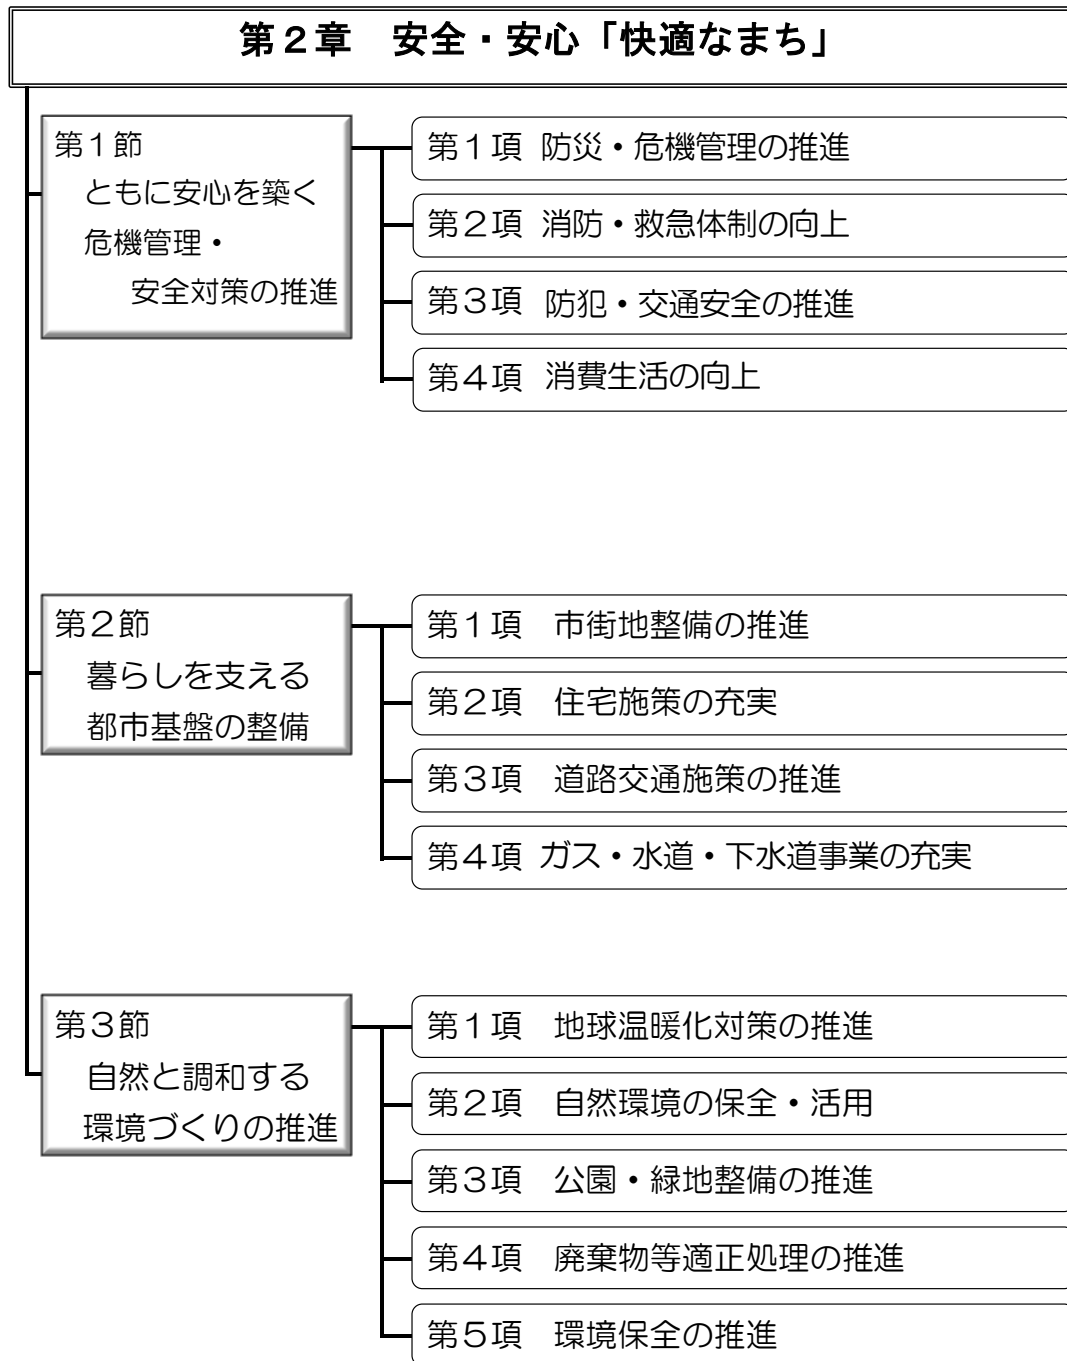 第２章　安全・安心「快適なまち」
第１節
ともに安心を築く
危機管理・
安全対策の推進
第１項 防災・危機管理の推進
第２項 消防・救急体制の向上
第３項 防犯・交通安全の推進
第４項 消費生活の向上
第２節
暮らしを支える
都市基盤の整備
第１項　市街地整備の推進
第２項　住宅施策の充実
第３項　道路交通施策の推進
第４項 ガス・水道・下水道事業の充実
第３節
自然と調和する
環境づくりの推進
第１項　地球温暖化対策の推進
第２項　自然環境の保全・活用
第３項　公園・緑地整備の推進
第４項　廃棄物等適正処理の推進
第５項　環境保全の推進